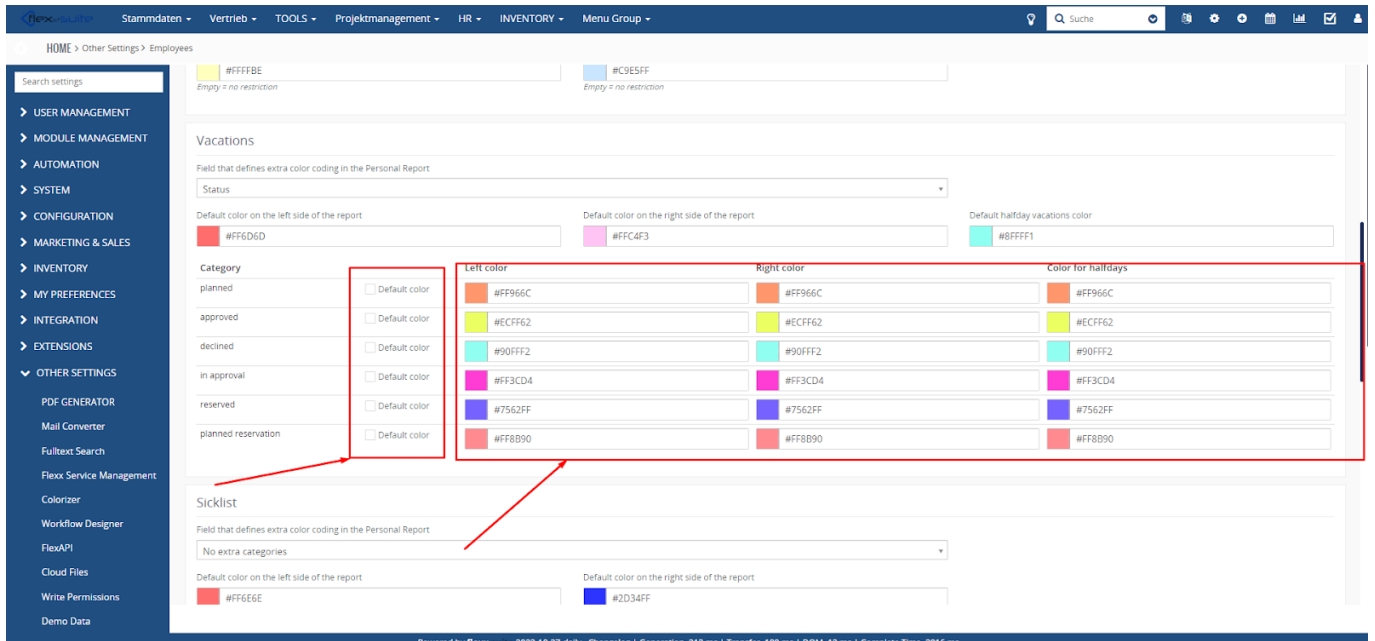 flex-suite Stammdaten Vertrieb TOOLS Projektmanagement HR INVENTORY Menu Group Suche
HOME > Other Settings > Employees
Search settings
USER MANAGEMENT
MODULE MANAGEMENT
AUTOMATION
SYSTEM
CONFIGURATION
MARKETING & SALES
INVENTORY
MY PREFERENCES
INTEGRATION
EXTENSIONS
OTHER SETTINGS
PDF GENERATOR
Mail Converter
Fulltext Search
Flexx Service Management
Colorizer
Workflow Designer
FlexAPI
Cloud Files
Write Permissions
Demo Data
#FFFFBE #C9E5FF
Empty = no restriction Empty = no restriction
Vacations
Field that defines extra color coding in the Personal Report
Status
Default color on the left side of the report Default color on the right side of the report Default halfday vacations color
#FF6D6D #FFC4F3 #8FFFF1
Category Left color Right color Color for halfdays
planned Default color #FF966C #FF966C #FF966C
approved Default color #ECFF62 #ECFF62 #ECFF62
declined Default color #90FFF2 #90FFF2 #90FFF2
in approval Default color #FF3CD4 #FF3CD4 #FF3CD4
reserved Default color #7562FF #7562FF #7562FF
planned reservation Default color #FF8B90 #FF8B90 #FF8B90
Sicklist
Field that defines extra color coding in the Personal Report
No extra categories
Default color on the left side of the report Default color on the right side of the report
#FF6E6E #2D34FF